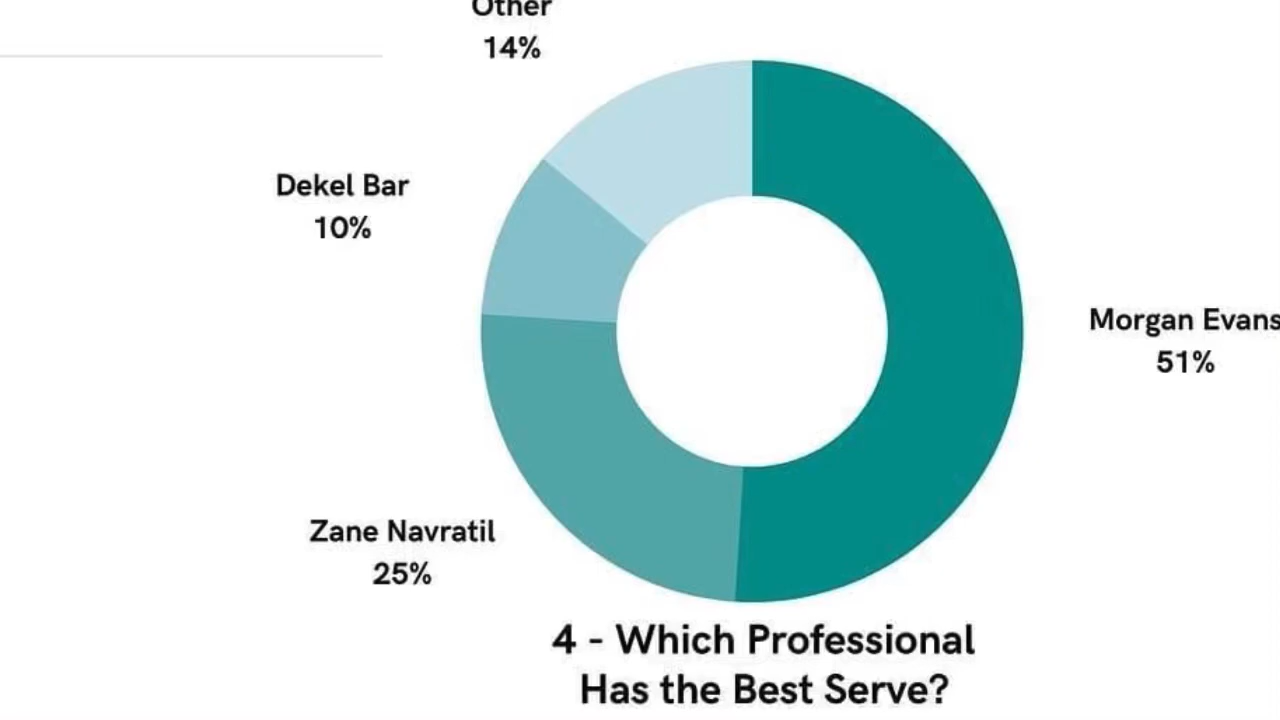 Other
14%
Dekel Bar
10%
Morgan Evans
51%
Zane Navratil
25%
4 - Which Professional
Has the Best Serve?